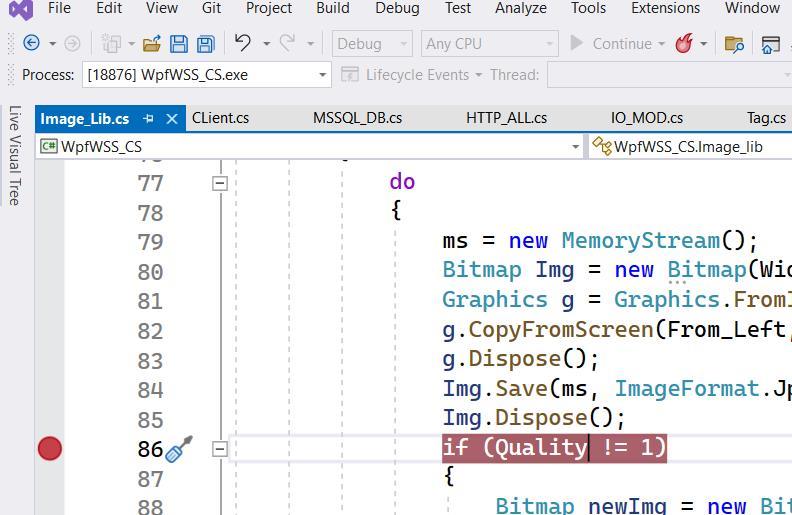 File Edit View Git Project Build Debug Test Analyze Tools Extensions Window
Debug Any CPU Continue
Process: [18876] WpfWSS_CS.exe Lifecycle Events Thread:
Live Visual Tree
Image_Lib.cs CLient.cs MSSQL_DB.cs HTTP_ALL.cs IO_MOD.cs Tag.cs
C# WpfWSS_CS WpfWSS_CS.Image_lib
77 do
78 {
79 ms = new MemoryStream();
80 Bitmap Img = new Bitmap(Wid
81 Graphics g = Graphics.FromI
82 g.CopyFromScreen(From_Left,
83 g.Dispose();
84 Img.Save(ms, ImageFormat.Jp
85 Img.Dispose();
86 if (Quality != 1)
87 {
88 Bitmap newImg = new Bit